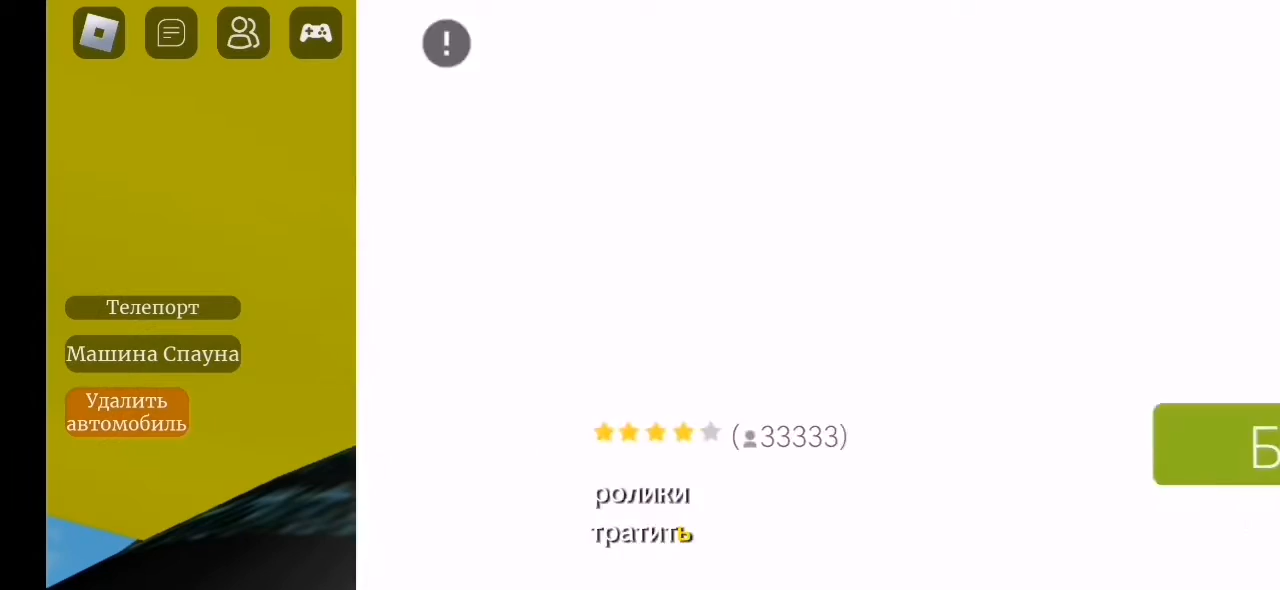 !
Телепорт
Машина Спауна
Удалить
автомобиль
(33333)
ролики
тратить
Б